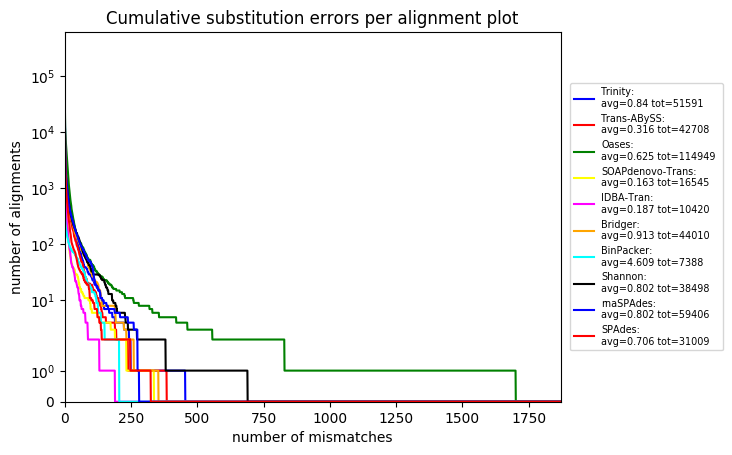 Cumulative substitution errors per alignment plot
number of alignments
10^5
10^4
10^3
10^2
10^1
10^0
0
0
250
500
750
1000
1250
1500
1750
number of mismatches
Trinity:
avg=0.84 tot=51591
Trans-ABySS:
avg=0.316 tot=42708
Oases:
avg=0.625 tot=114949
SOAPdenovo-Trans:
avg=0.163 tot=16545
IDBA-Tran:
avg=0.187 tot=10420
Bridger:
avg=0.913 tot=44010
BinPacker:
avg=4.609 tot=7388
Shannon:
avg=0.802 tot=38498
rnaSPAdes:
avg=0.802 tot=59406
SPAdes:
avg=0.706 tot=31009